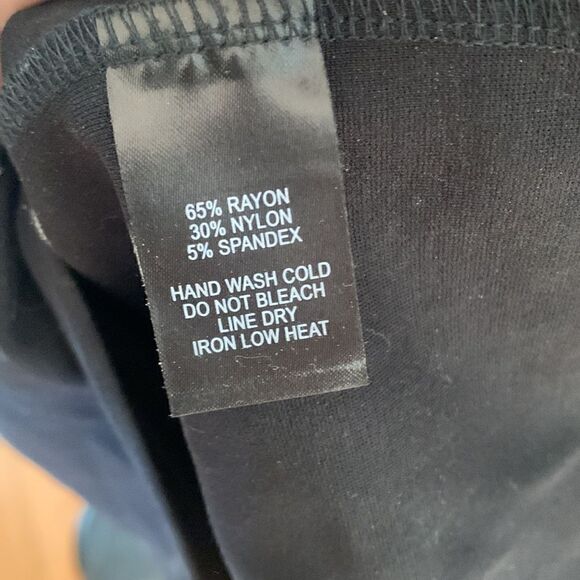 65% RAYON
30% NYLON
5% SPANDEX
HAND WASH COLD
DO NOT BLEACH
LINE DRY
IRON LOW HEAT